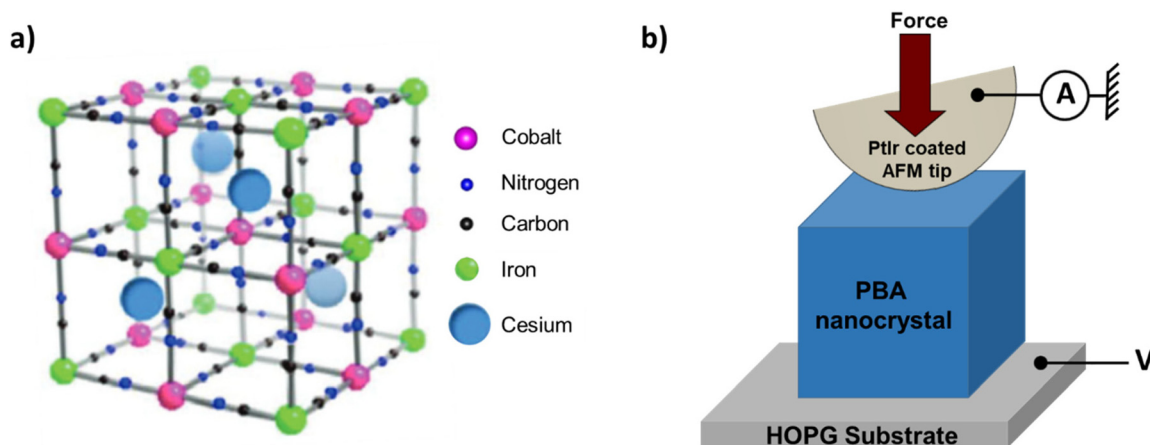 a)
Cobalt
Nitrogen
Carbon
Iron
Cesium
b)
Force
A
PtIr coated
AFM tip
PBA
nanocrystal
V
HOPG Substrate